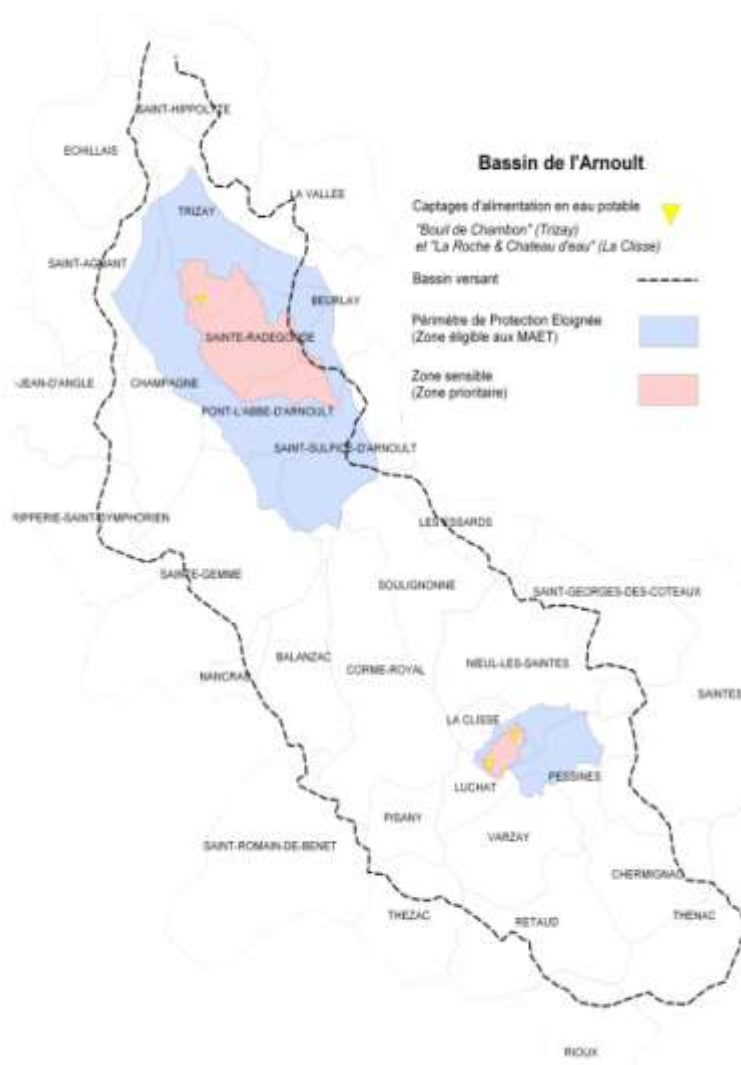 SAINT-HIPPOLYTE
ECHILLAIS
Bassin de l'Arnoult
LA VALLEE
Captages d'alimentation en eau potable
TRIZAY
"Bouil de Chambon" (Trizay)
et "La Roche & Chateau d'eau" (La Clisse)
SAINT-AGNANT
Bassin versant
BEURLAY
Périmètre de Protection Eloignée
(Zone éligible aux MAET)
SAINTE-RADEGONDE
-JEAN-D'ANGLE
CHAMPAGNE
Zone sensible
(Zone prioritaire)
PONT-L'ABBE-D'ARNOULT
SAINT-SULPICE-D'ARNOULT
RIPPERIE-SAINT-SYMPHORIEN
LES ESSARDS
SAINTE-GEMME
SOULIGNONNE
SAINT-GEORGES-DES-COTEAUX
BALANZAC
CORME-ROYAL
NIEUL-LES-SAINTES
NANCRAS
SAINTES
LA CLISSE
PESSINES
LUCHAT
PISANY
VARZAY
SAINT-ROMAIN-DE-BENET
CHERMIGNAC
THEZAC
RETAUD
THENAC
RIOUX